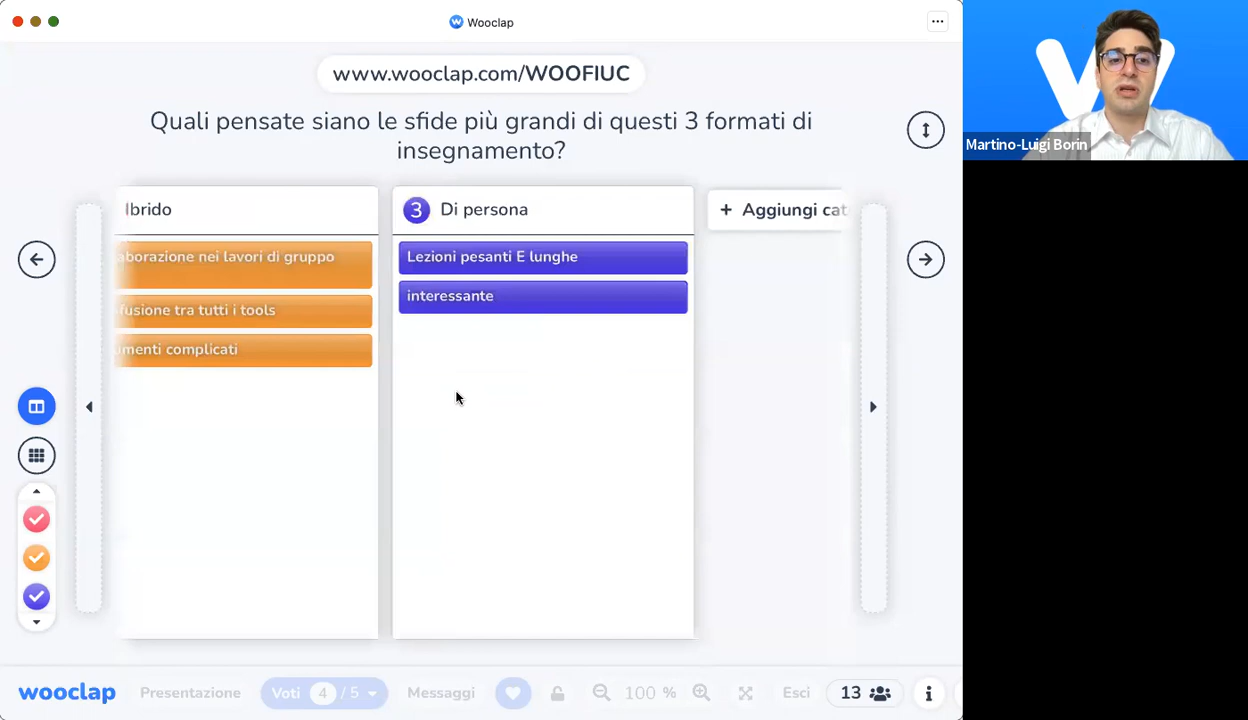 Wooclap
www.wooclap.com/WOOFIUC
Quali pensate siano le sfide più grandi di questi 3 formati di
insegnamento?
Martino-Luigi Borin
Ibrido
aborazione nei lavori di gruppo
fusione tra tutti i tools
umenti complicati
3 Di persona
Lezioni pesanti E lunghe
interessante
+ Aggiungi cat
wooclap Presentazione Voti 4 / 5 Messaggi 100 % Esci 13